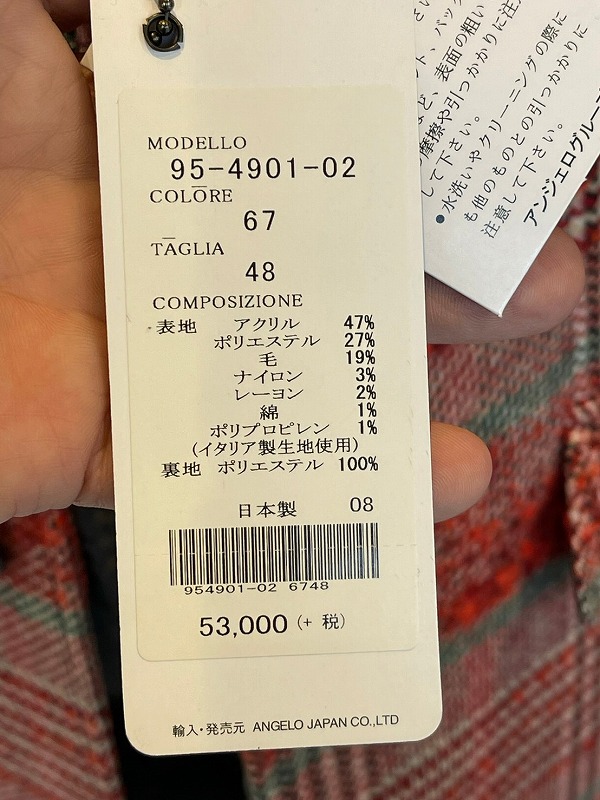 MODELLO
95-4901-02
COLORE
67
TAGLIA
48
COMPOSIZIONE
表地 アクリル 47%
ポリエステル 27%
毛 19%
ナイロン 3%
レーヨン 2%
綿 1%
ポリプロピレン 1%
(イタリア製生地使用)
裏地 ポリエステル 100%
日本製 08
954901-02 6748
53,000 (+ 税)
輸入・発売元 ANGELO JAPAN CO.,LTD
ど、表面の粗い
摩擦や引っかかりに注
して下さい。
●水洗いやクリーニングの際に
も他のものとの引っかかりに
注意して下さい。
アンジェログルー